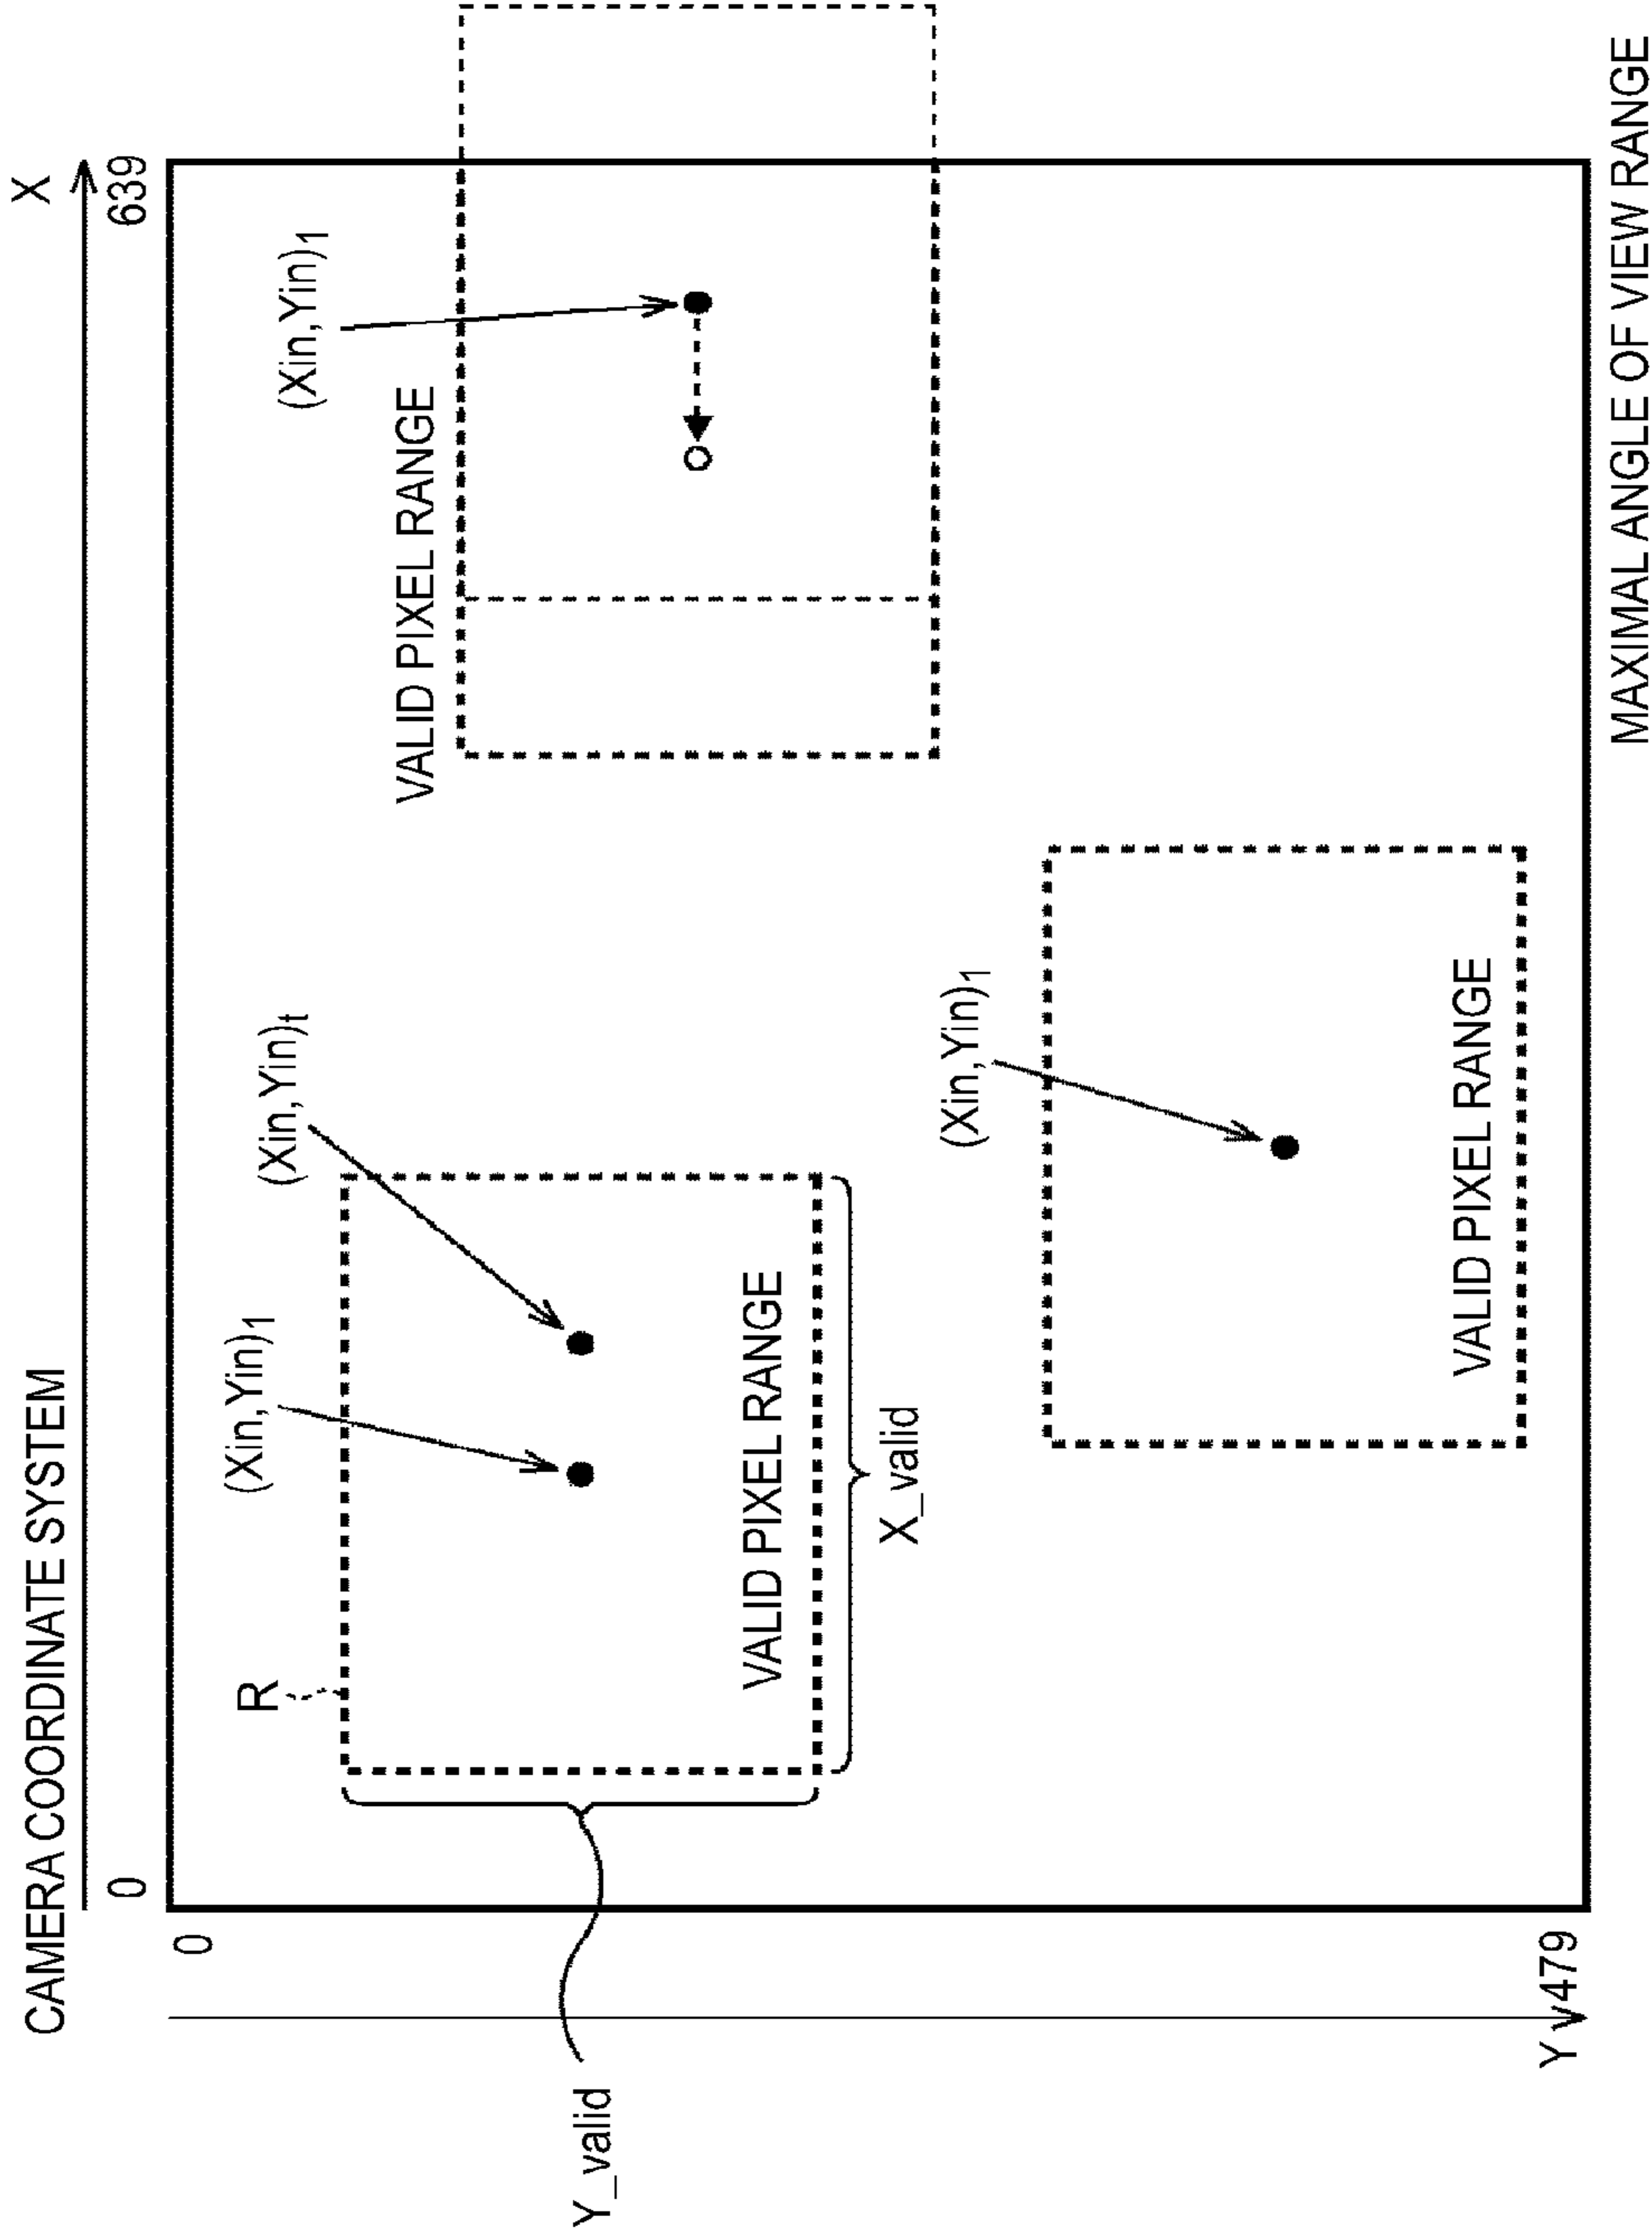 CAMERA COORDINATE SYSTEM
X
0
639
0
R
(Xin,Yin)1
(Xin,Yin)t
(Xin,Yin)1
VALID PIXEL RANGE
Y_valid
VALID PIXEL RANGE
X_valid
(Xin,Yin)1
VALID PIXEL RANGE
Y
479
MAXIMAL ANGLE OF VIEW RANGE